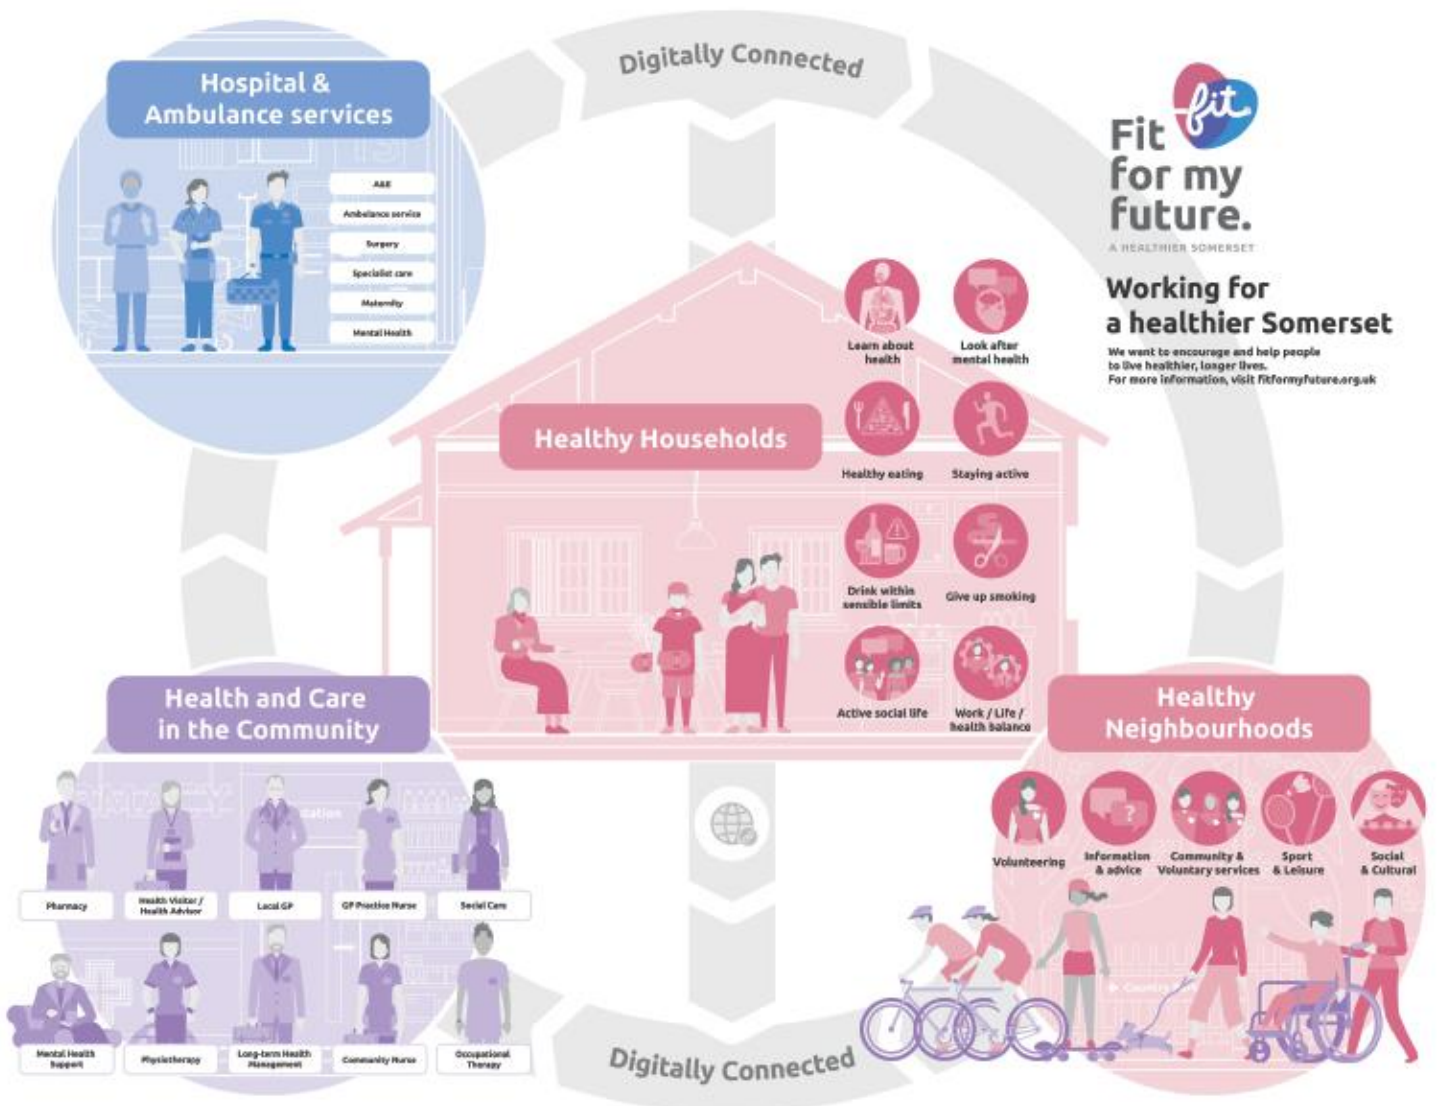 Digitally Connected
Hospital &
Ambulance services
A&E
Ambulance service
Surgery
Specialist care
Maternity
Mental Health
fit
Fit
for my
future.
A HEALTHIER SOMERSET
Working for
a healthier Somerset
We want to encourage and help people
to live healthier, longer lives.
For more information, visit fitformyfuture.org.uk
Healthy Households
Learn about
health
Look after
mental health
Healthy eating
Staying active
Drink within
sensible limits
Give up smoking
Active social life
Work / Life /
health balance
Health and Care
in the Community
Pharmacy
Health Visitor /
Health Advisor
Local GP
GP Practice Nurse
Social Care
Mental Health
Support
Physiotherapy
Long-term Health
Management
Community Nurse
Occupational
Therapy
Healthy
Neighbourhoods
Volunteering
Information
& advice
Community &
Voluntary services
Sport
& Leisure
Social
& Cultural
Digitally Connected